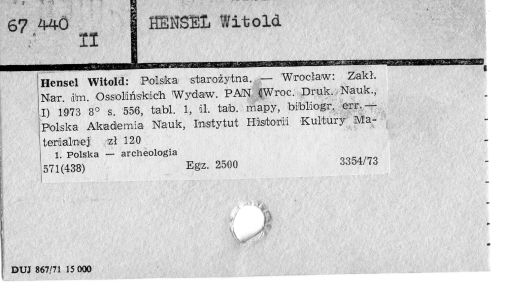 67 440
II
HENSEL Witold
Hensel Witold: Polska starożytna. — Wrocław: Zakł.
Nar. im. Ossolińskich Wydaw. PAN (Wroc. Druk. Nauk.,
I) 1973 8° s. 556, tabl. 1, il. tab. mapy, bibliogr. err.—
Polska Akademia Nauk, Instytut Historii Kultury Ma-
terialnej zł 120
1. Polska — archeologia
571(438) Egz. 2500 3354/73
DUJ 867/71 15 000